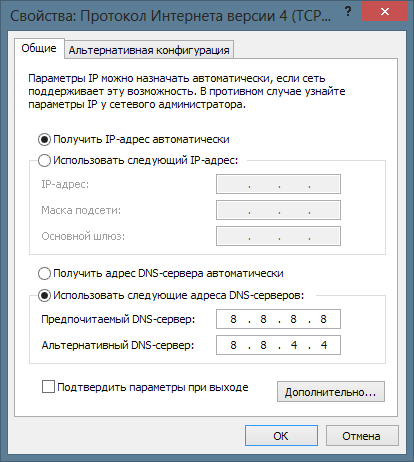 Свойства: Протокол Интернета версии 4 (TCP... ? ×
Общие Альтернативная конфигурация
Параметры IP можно назначать автоматически, если сеть
поддерживает эту возможность. В противном случае узнайте
параметры IP у сетевого администратора.
Получить IP-адрес автоматически
Использовать следующий IP-адрес:
IP-адрес: . . .
Маска подсети: . . .
Основной шлюз: . . .
Получить адрес DNS-сервера автоматически
Использовать следующие адреса DNS-серверов:
Предпочитаемый DNS-сервер: 8 . 8 . 8 . 8
Альтернативный DNS-сервер: 8 . 8 . 4 . 4
Подтвердить параметры при выходе
Дополнительно...
OK Отмена